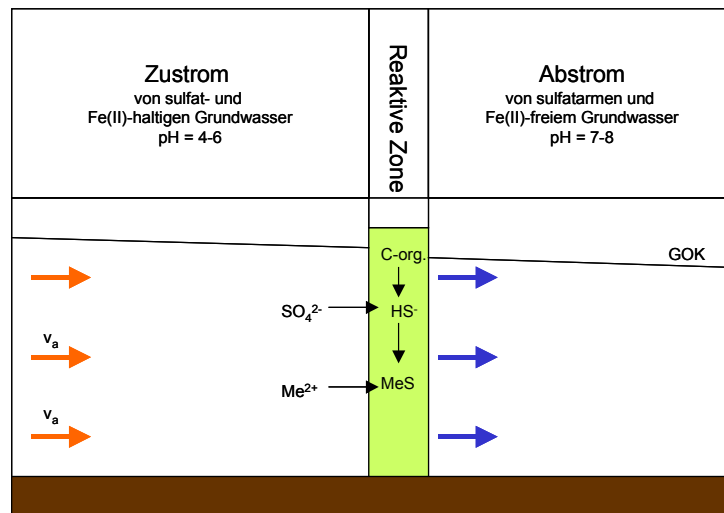 Zustrom
von sulfat- und
Fe(II)-haltigen Grundwasser
pH = 4-6
Reaktive Zone
Abstrom
von sulfatarmen und
Fe(II)-freiem Grundwasser
pH = 7-8
GOK
C-org.
SO₄²⁻
HS⁻
vₐ
Me²⁺
MeS
vₐ